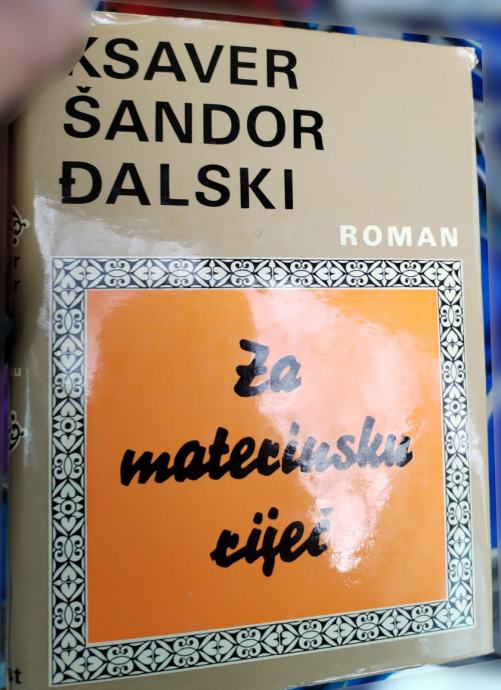 KSAVER
ŠANDOR
ĐALSKI
ROMAN
Za
materinsku
riječ